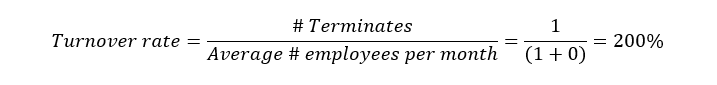 Turnover rate = # Terminates / Average # employees per month = 1 / (1 + 0) = 200%